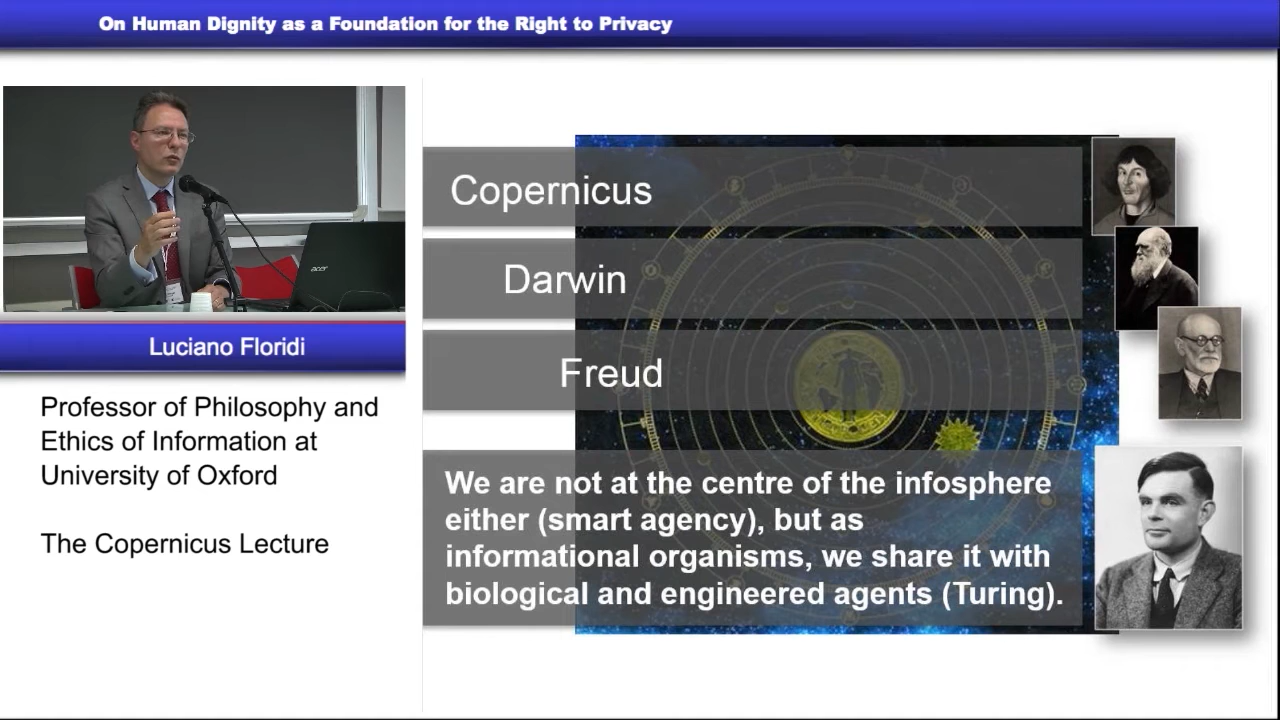 On Human Dignity as a Foundation for the Right to Privacy
acer
Luciano Floridi
Professor of Philosophy and
Ethics of Information at
University of Oxford
The Copernicus Lecture
Copernicus
Darwin
Freud
We are not at the centre of the infosphere
either (smart agency), but as
informational organisms, we share it with
biological and engineered agents (Turing).